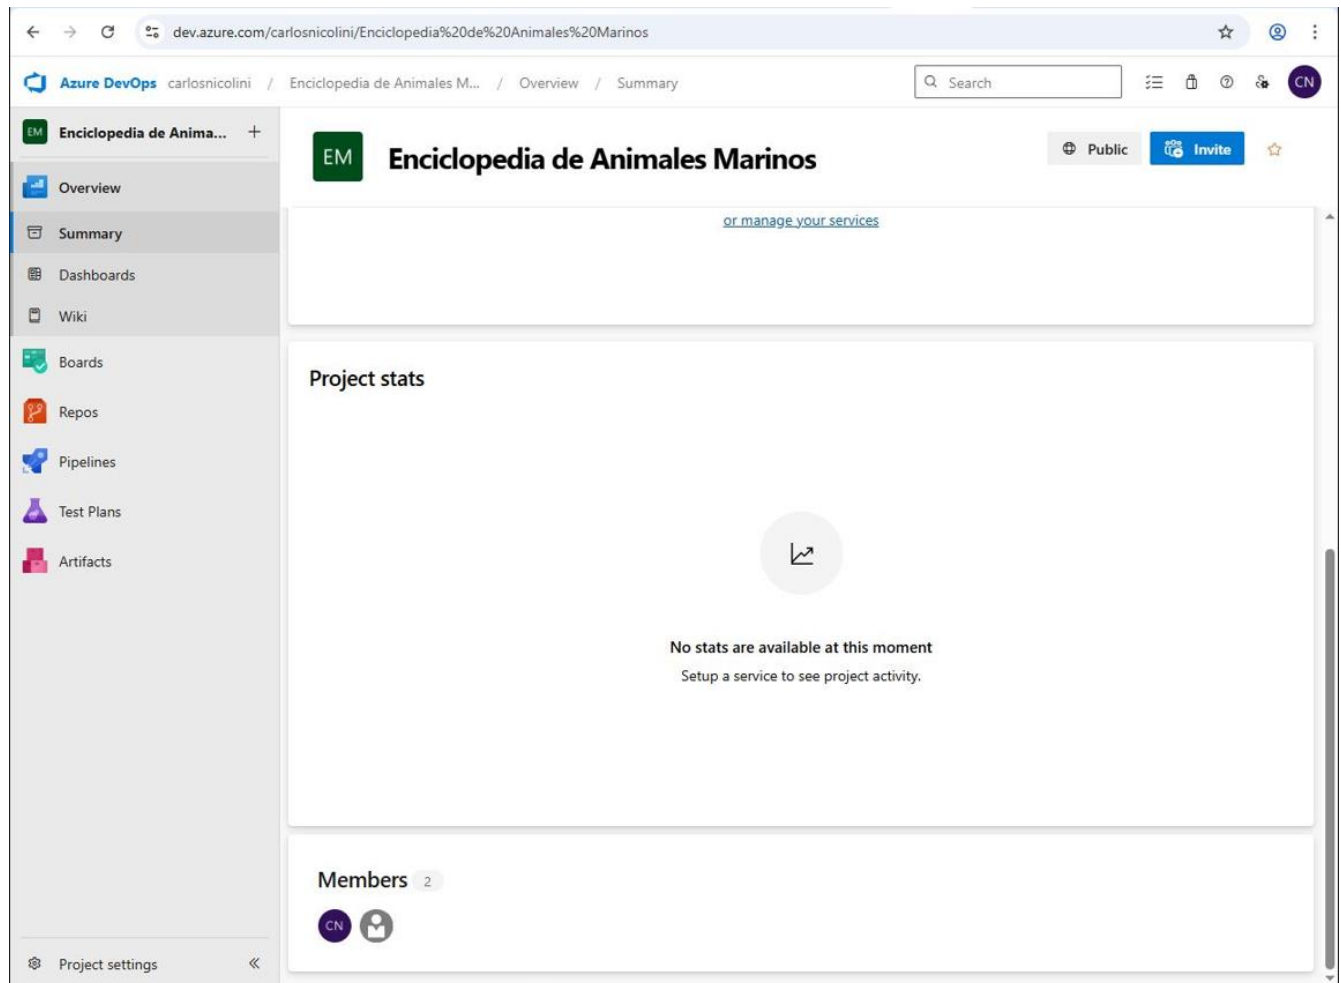 dev.azure.com/carlosnicolini/Enciclopedia%20de%20Animales%20Marinos
Azure DevOps carlosnicolini / Enciclopedia de Animales M... / Overview / Summary
Search
CN
EM Enciclopedia de Anima... +
Overview
Summary
Dashboards
Wiki
Boards
Repos
Pipelines
Test Plans
Artifacts
Project settings
EM Enciclopedia de Animales Marinos
Public
Invite
or manage your services
Project stats
No stats are available at this moment
Setup a service to see project activity.
Members 2
CN